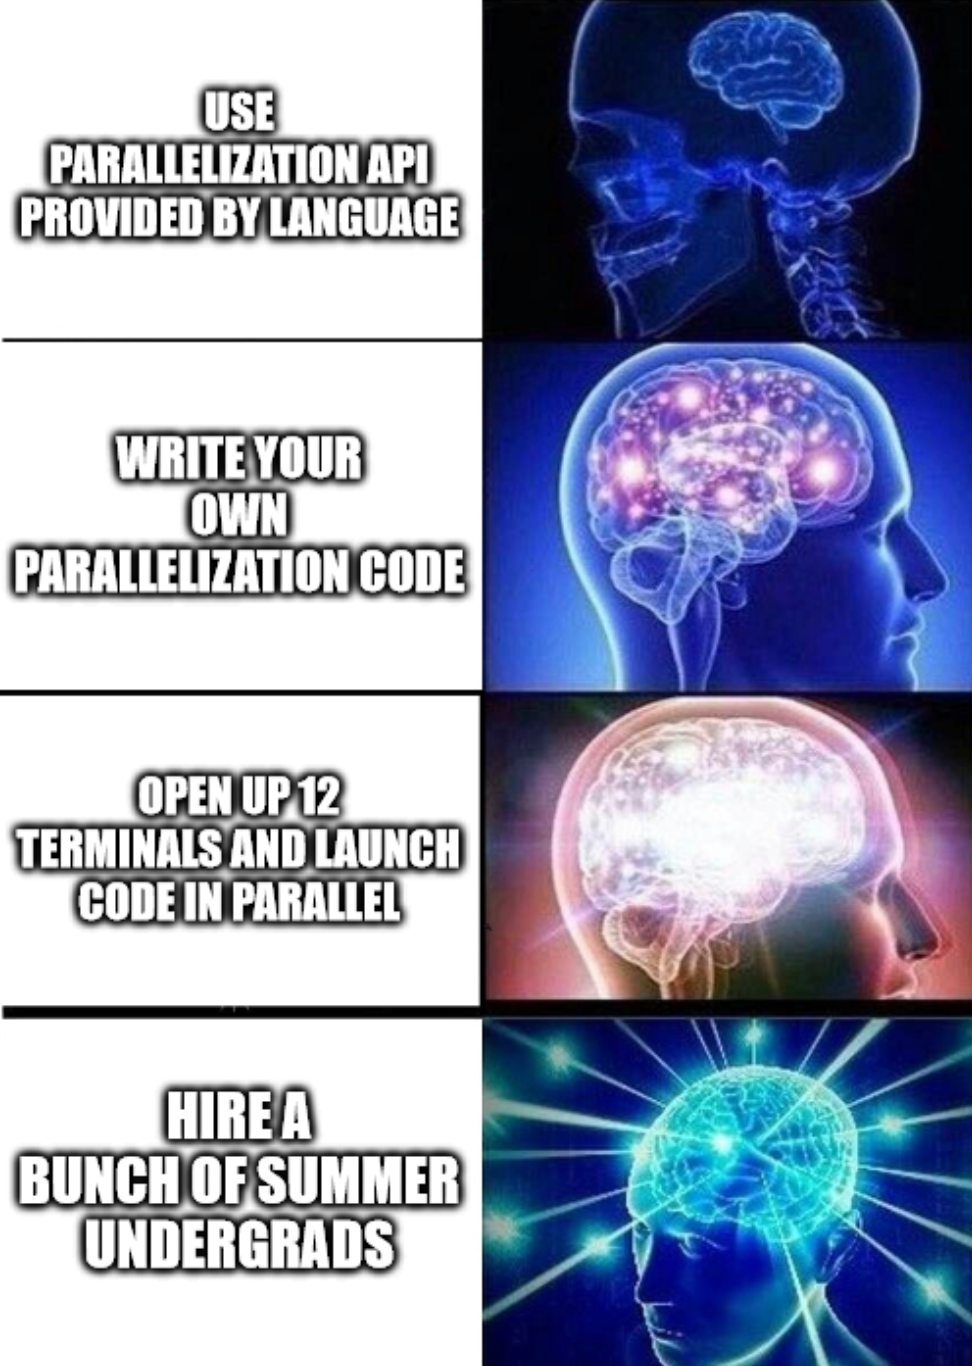 USE
PARALLELIZATION API
PROVIDED BY LANGUAGE
WRITE YOUR
OWN
PARALLELIZATION CODE
OPEN UP 12
TERMINALS AND LAUNCH
CODE IN PARALLEL
HIRE A
BUNCH OF SUMMER
UNDERGRADS